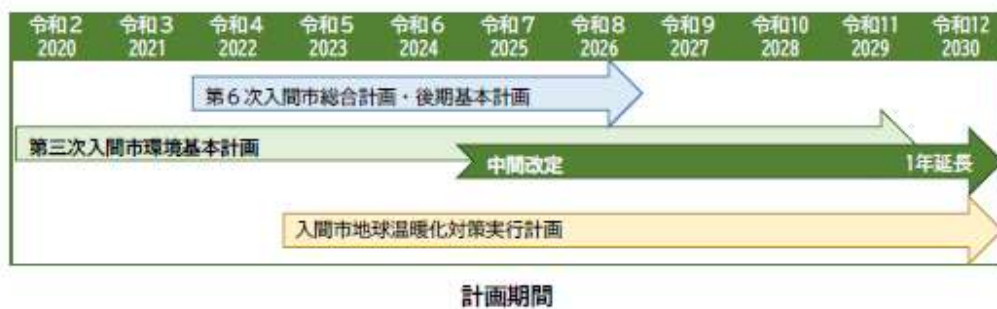 令和2 令和3 令和4 令和5 令和6 令和7 令和8 令和9 令和10 令和11 令和12
2020 2021 2022 2023 2024 2025 2026 2027 2028 2029 2030
第6次入間市総合計画・後期基本計画
第三次入間市環境基本計画
中間改定 1年延長
入間市地球温暖化対策実行計画
計画期間